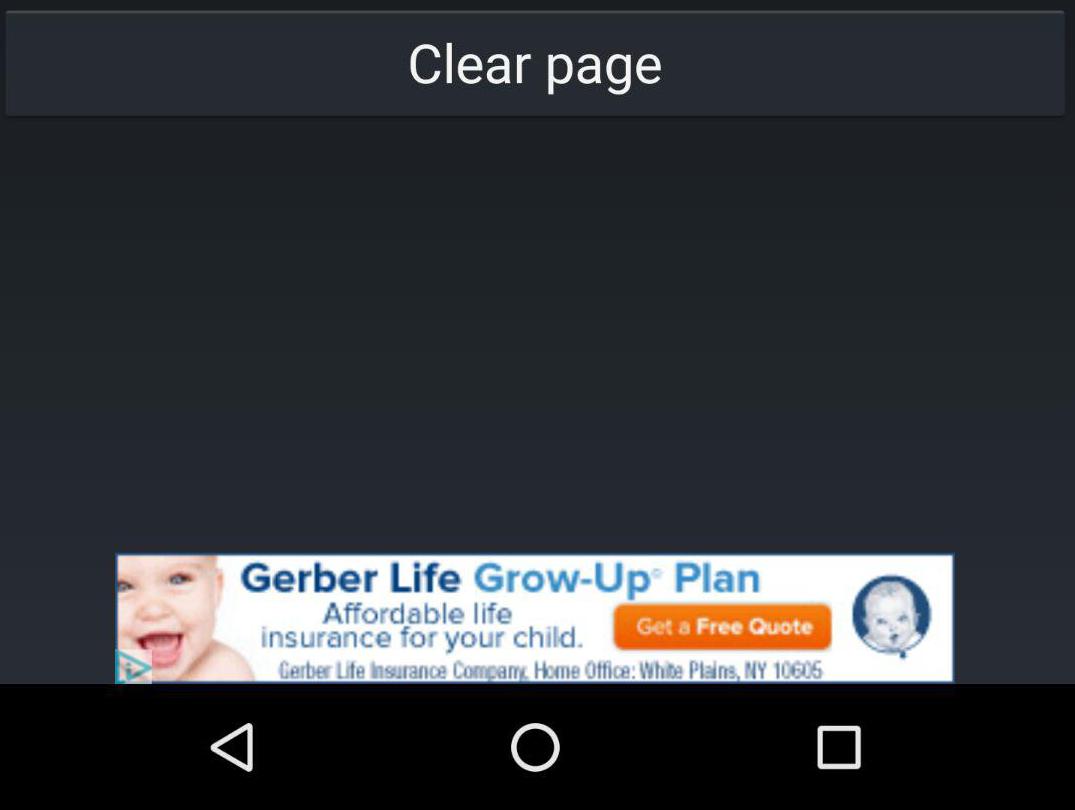 Clear page
Gerber Life Grow-Up® Plan
Affordable life
insurance for your child.
Get a Free Quote
Gerber Life Insurance Company, Home Office: White Plains, NY 10605